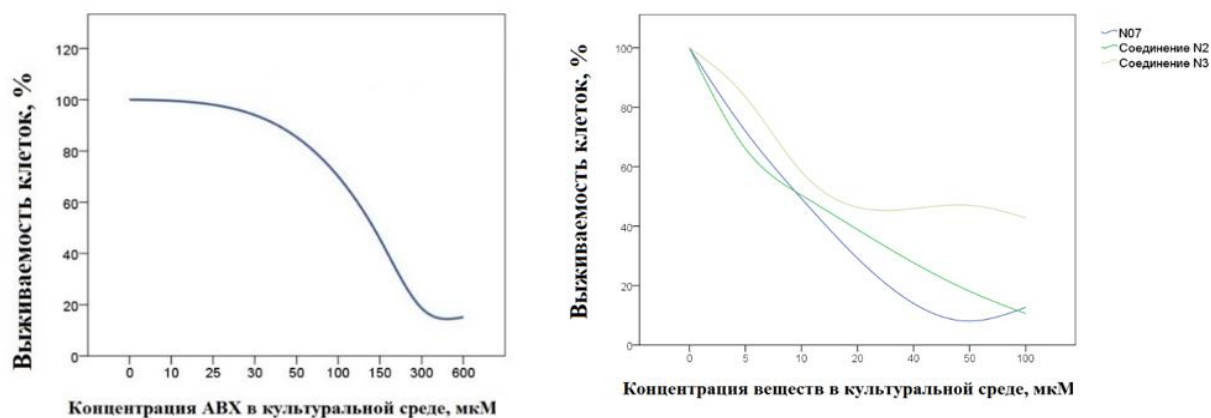 Выживаемость клеток, %
120
100
80
60
40
20
0
0 10 25 30 50 100 150 300 600
Концентрация АВХ в культуральной среде, мкМ
Выживаемость клеток, %
100
80
60
40
20
0
0 5 10 20 40 50 100
Концентрация веществ в культуральной среде, мкМ
N07
Соединение N2
Соединение N3